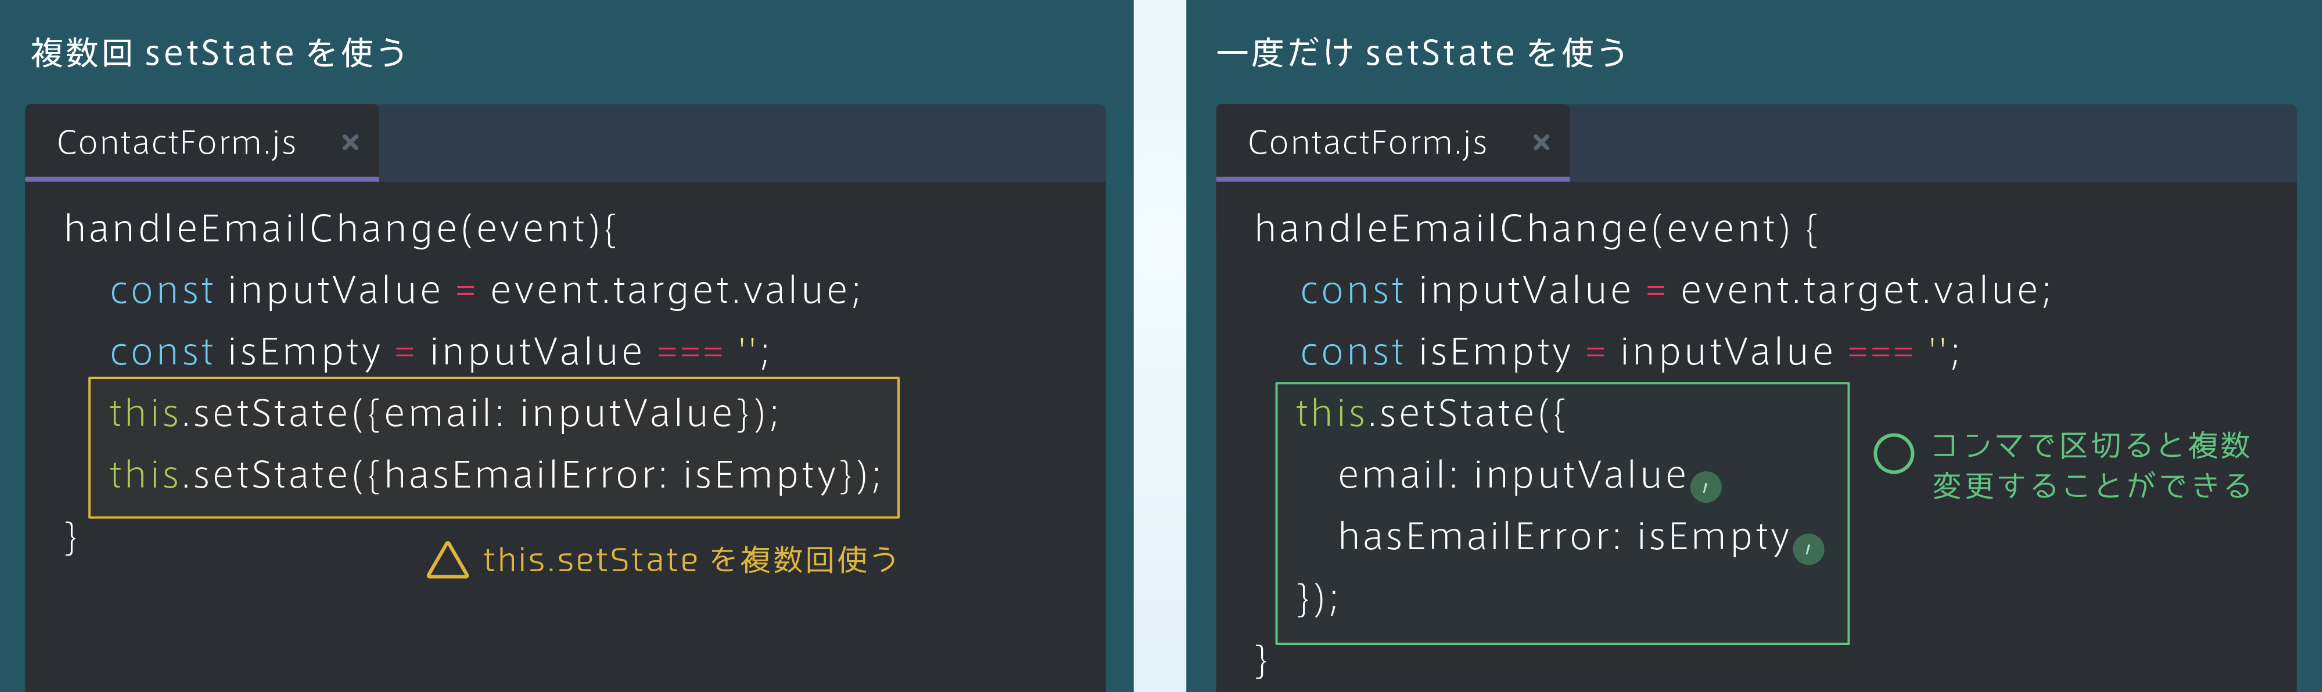 複数回 setState を使う
ContactForm.js ×
handleEmailChange(event){
const inputValue = event.target.value;
const isEmpty = inputValue === '';
this.setState({email: inputValue});
this.setState({hasEmailError: isEmpty});
}
△ this.setState を複数回使う
一度だけ setState を使う
ContactForm.js ×
handleEmailChange(event) {
const inputValue = event.target.value;
const isEmpty = inputValue === '';
this.setState({
email: inputValue,
hasEmailError: isEmpty,
});
}
○ コンマで区切ると複数
変更することができる